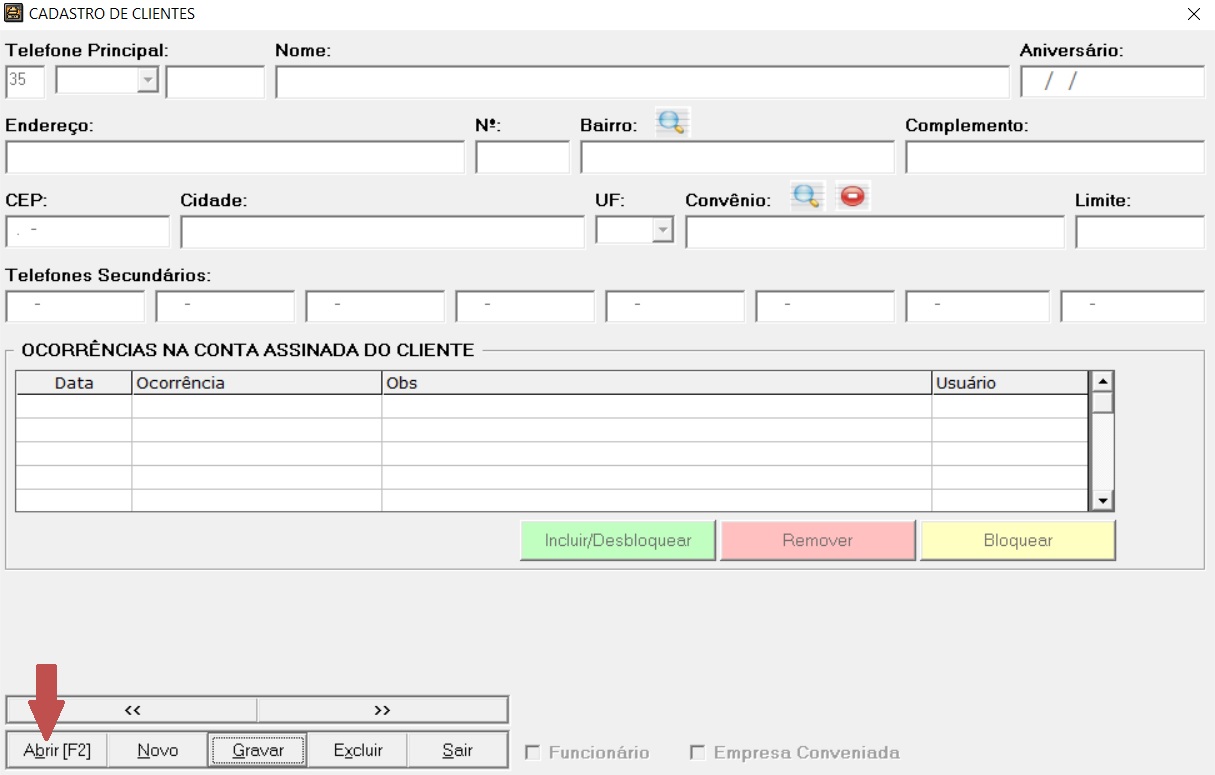 CADASTRO DE CLIENTES
Telefone Principal: Nome: Aniversário:
35 / /
Endereço: Nº: Bairro: Complemento:
CEP: Cidade: UF: Convênio: Limite:
. -
Telefones Secundários:
- - - - - - - -
OCORRÊNCIAS NA CONTA ASSINADA DO CLIENTE
Data Ocorrência Obs Usuário
Incluir/Desbloquear Remover Bloquear
<< >>
Abrir [F2] Novo Gravar Excluir Sair Funcionário Empresa Conveniada